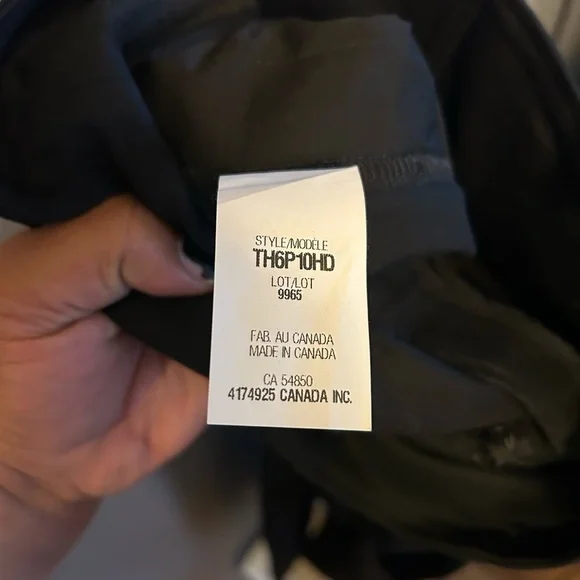 STYLE/MODÈLE
TH6P10HD
LOT/LOT
9965
FAB. AU CANADA
MADE IN CANADA
CA 54850
4174925 CANADA INC.